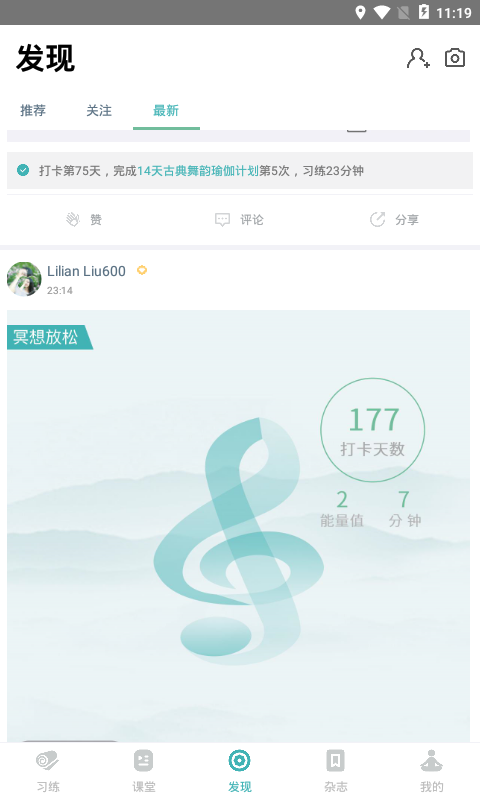 11:19
发现
推荐 关注 最新
打卡第75天，完成14天古典舞韵瑜伽计划第5次，习练23分钟
赞 评论 分享
Lilian Liu600
23:14
冥想放松
177
打卡天数
2 7
能量值 分钟
习练 课堂 发现 杂志 我的